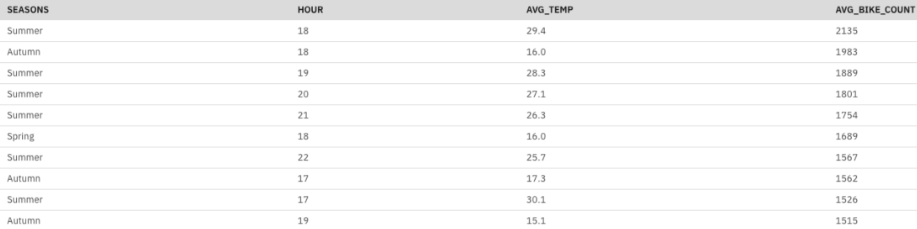 SEASONS HOUR AVG_TEMP AVG_BIKE_COUNT
Summer 18 29.4 2135
Autumn 18 16.0 1983
Summer 19 28.3 1889
Summer 20 27.1 1801
Summer 21 26.3 1754
Spring 18 16.0 1689
Summer 22 25.7 1567
Autumn 17 17.3 1562
Summer 17 30.1 1526
Autumn 19 15.1 1515